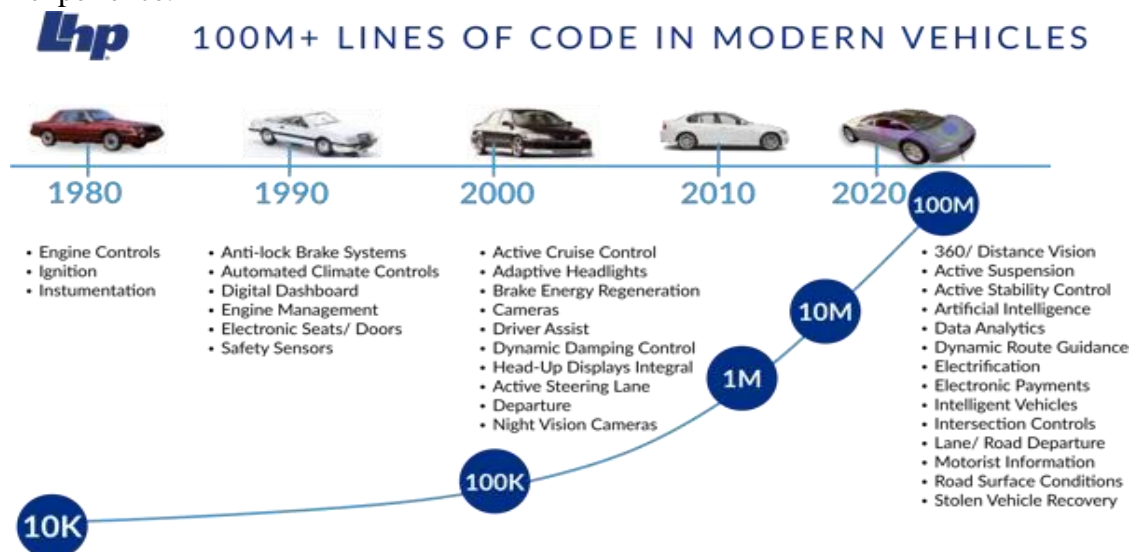 Lhp 100M+ LINES OF CODE IN MODERN VEHICLES
1980
1990
2000
2010
2020
100M
• Engine Controls
• Ignition
• Instumentation
• Anti-lock Brake Systems
• Automated Climate Controls
• Digital Dashboard
• Engine Management
• Electronic Seats/ Doors
• Safety Sensors
• Active Cruise Control
• Adaptive Headlights
• Brake Energy Regeneration
• Cameras
• Driver Assist
• Dynamic Damping Control
• Head-Up Displays Integral
• Active Steering Lane
• Departure
• Night Vision Cameras
• 360/ Distance Vision
• Active Suspension
• Active Stability Control
• Artificial Intelligence
• Data Analytics
• Dynamic Route Guidance
• Electrification
• Electronic Payments
• Intelligent Vehicles
• Intersection Controls
• Lane/ Road Departure
• Motorist Information
• Road Surface Conditions
• Stolen Vehicle Recovery
10M
1M
100K
10K